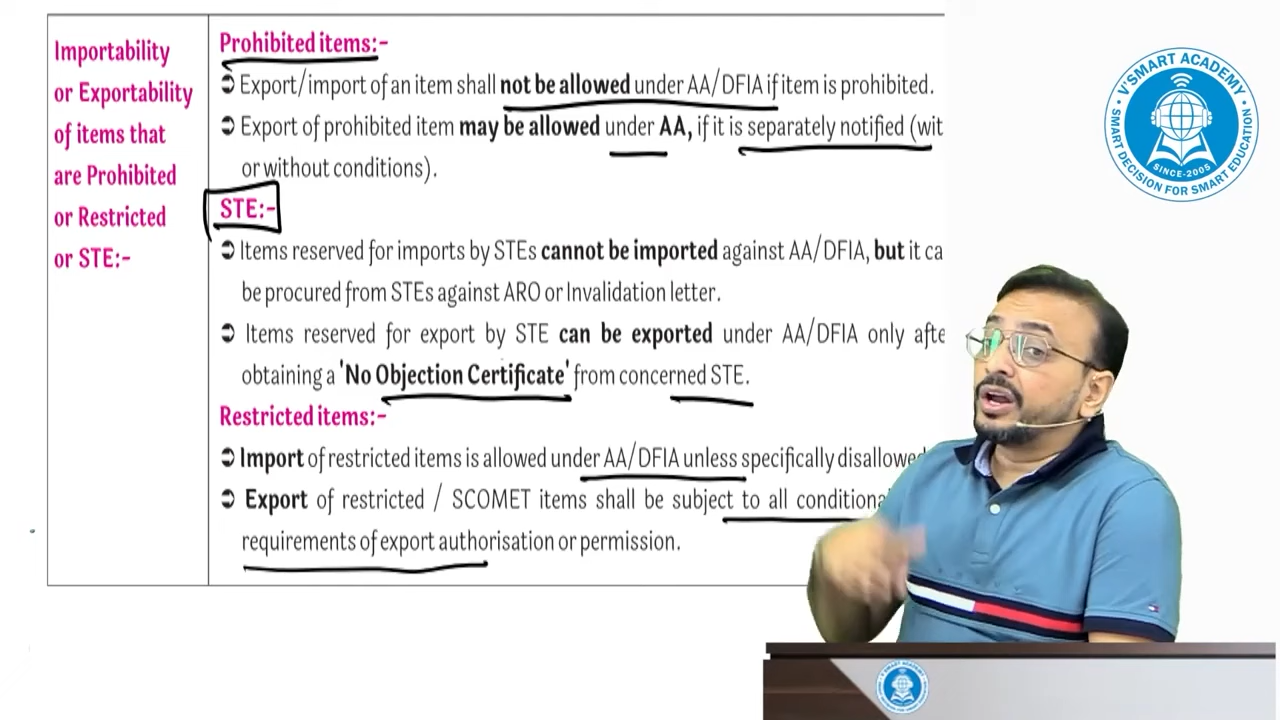 Importability
or Exportability
of items that
are Prohibited
or Restricted
or STE:-
Prohibited items:-
➲ Export/import of an item shall not be allowed under AA/DFIA if item is prohibited.
➲ Export of prohibited item may be allowed under AA, if it is separately notified (wit
or without conditions).
STE:-
➲ Items reserved for imports by STEs cannot be imported against AA/DFIA, but it ca
be procured from STEs against ARO or Invalidation letter.
➲ Items reserved for export by STE can be exported under AA/DFIA only afte
obtaining a 'No Objection Certificate' from concerned STE.
Restricted items:-
➲ Import of restricted items is allowed under AA/DFIA unless specifically disallowed
➲ Export of restricted / SCOMET items shall be subject to all conditiona
requirements of export authorisation or permission.
V'SMART ACADEMY
SINCE-2005
SMART DECISION FOR SMART EDUCATION